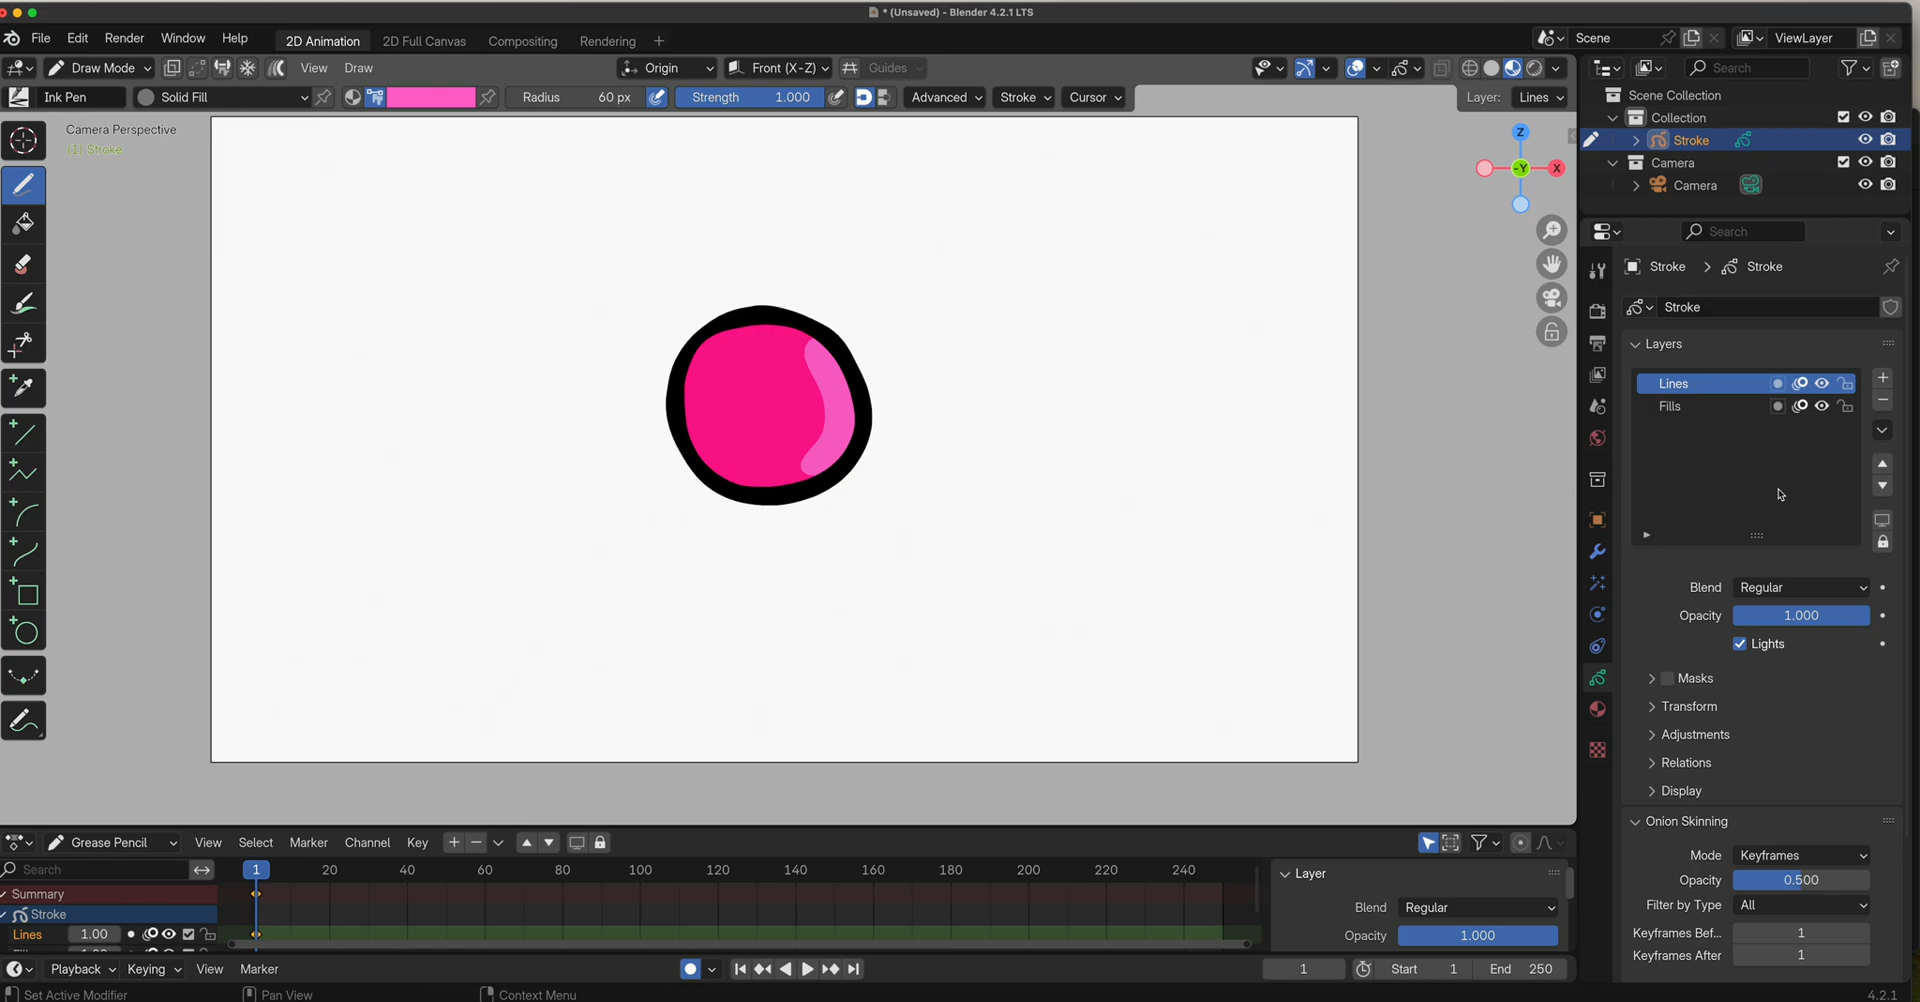 * (Unsaved) - Blender 4.2.1 LTS
File Edit Render Window Help 2D Animation 2D Full Canvas Compositing Rendering + Scene ViewLayer
Draw Mode View Draw Origin Front (X-Z) Guides Search
Ink Pen Solid Fill Radius 60 px Strength 1.000 Advanced Stroke Cursor Layer: Lines
Scene Collection
Collection
Stroke
Camera
Camera
Camera Perspective
(1) Stroke
Z
-Y X
Search
Stroke > Stroke
Stroke
Layers
Lines
Fills
Blend Regular
Opacity 1.000
Lights
Masks
Transform
Adjustments
Relations
Display
Onion Skinning
Mode Keyframes
Opacity 0.500
Filter by Type All
Keyframes Bef... 1
Keyframes After 1
Grease Pencil View Select Marker Channel Key
Search 1 20 40 60 80 100 120 140 160 180 200 220 240
Summary
Stroke
Lines 1.00
Layer
Blend Regular
Opacity 1.000
Playback Keying View Marker 1 Start 1 End 250
Set Active Modifier Pan View Context Menu 4.2.1